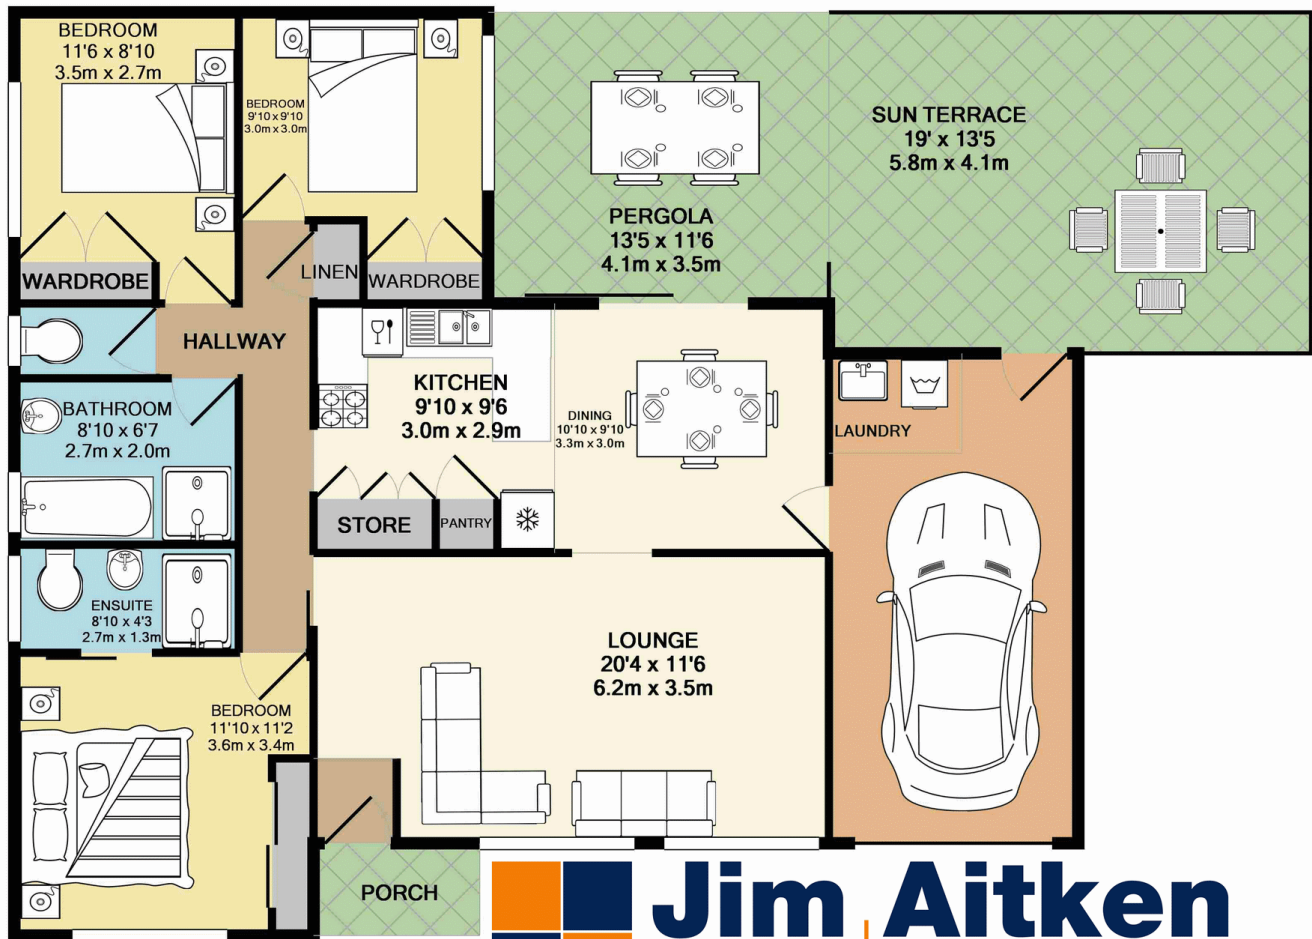 BEDROOM
11'6 x 8'10
3.5m x 2.7m
BEDROOM
9'10 x 9'10
3.0m x 3.0m
SUN TERRACE
19' x 13'5
5.8m x 4.1m
PERGOLA
13'5 x 11'6
4.1m x 3.5m
WARDROBE
LINEN
WARDROBE
HALLWAY
KITCHEN
9'10 x 9'6
3.0m x 2.9m
DINING
10'10 x 9'10
3.3m x 3.0m
LAUNDRY
BATHROOM
8'10 x 6'7
2.7m x 2.0m
STORE
PANTRY
ENSUITE
8'10 x 4'3
2.7m x 1.3m
LOUNGE
20'4 x 11'6
6.2m x 3.5m
BEDROOM
11'10 x 11'2
3.6m x 3.4m
PORCH
Jim Aitken